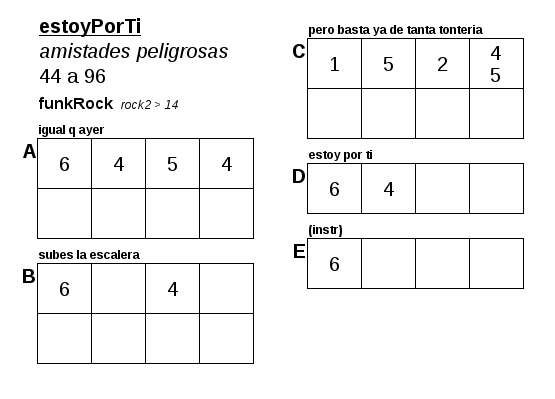 estoyPorTi
amistades peligrosas
44 a 96
funkRock rock2 > 14
igual q ayer
A
6 4 5 4
subes la escalera
B
6 4
pero basta ya de tanta tonteria
C
1 5 2 4
5
estoy por ti
D
6 4
(instr)
E
6